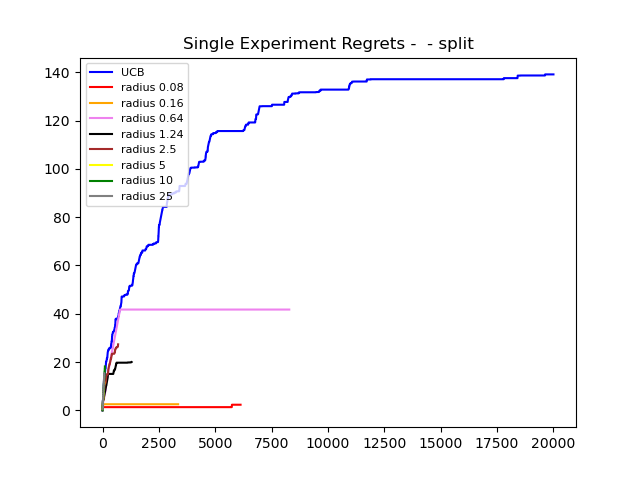 Single Experiment Regrets -  - split
140
120
100
80
60
40
20
0
UCB
radius 0.08
radius 0.16
radius 0.64
radius 1.24
radius 2.5
radius 5
radius 10
radius 25
0 2500 5000 7500 10000 12500 15000 17500 20000